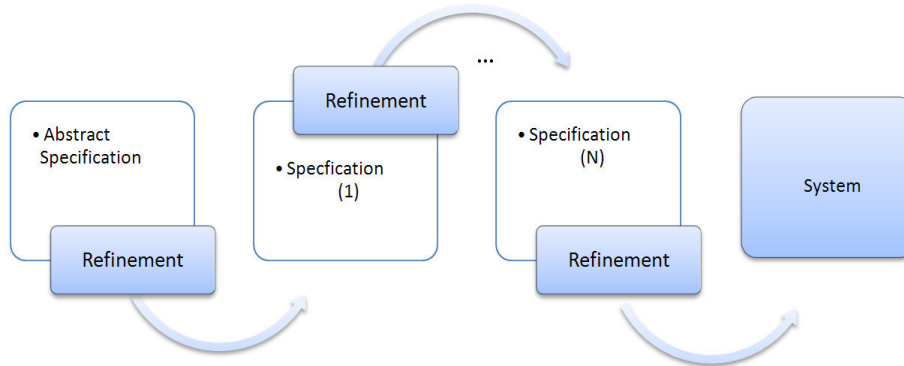 • Abstract
Specification
Refinement
Refinement
• Specfication
(1)
...
• Specification
(N)
Refinement
System